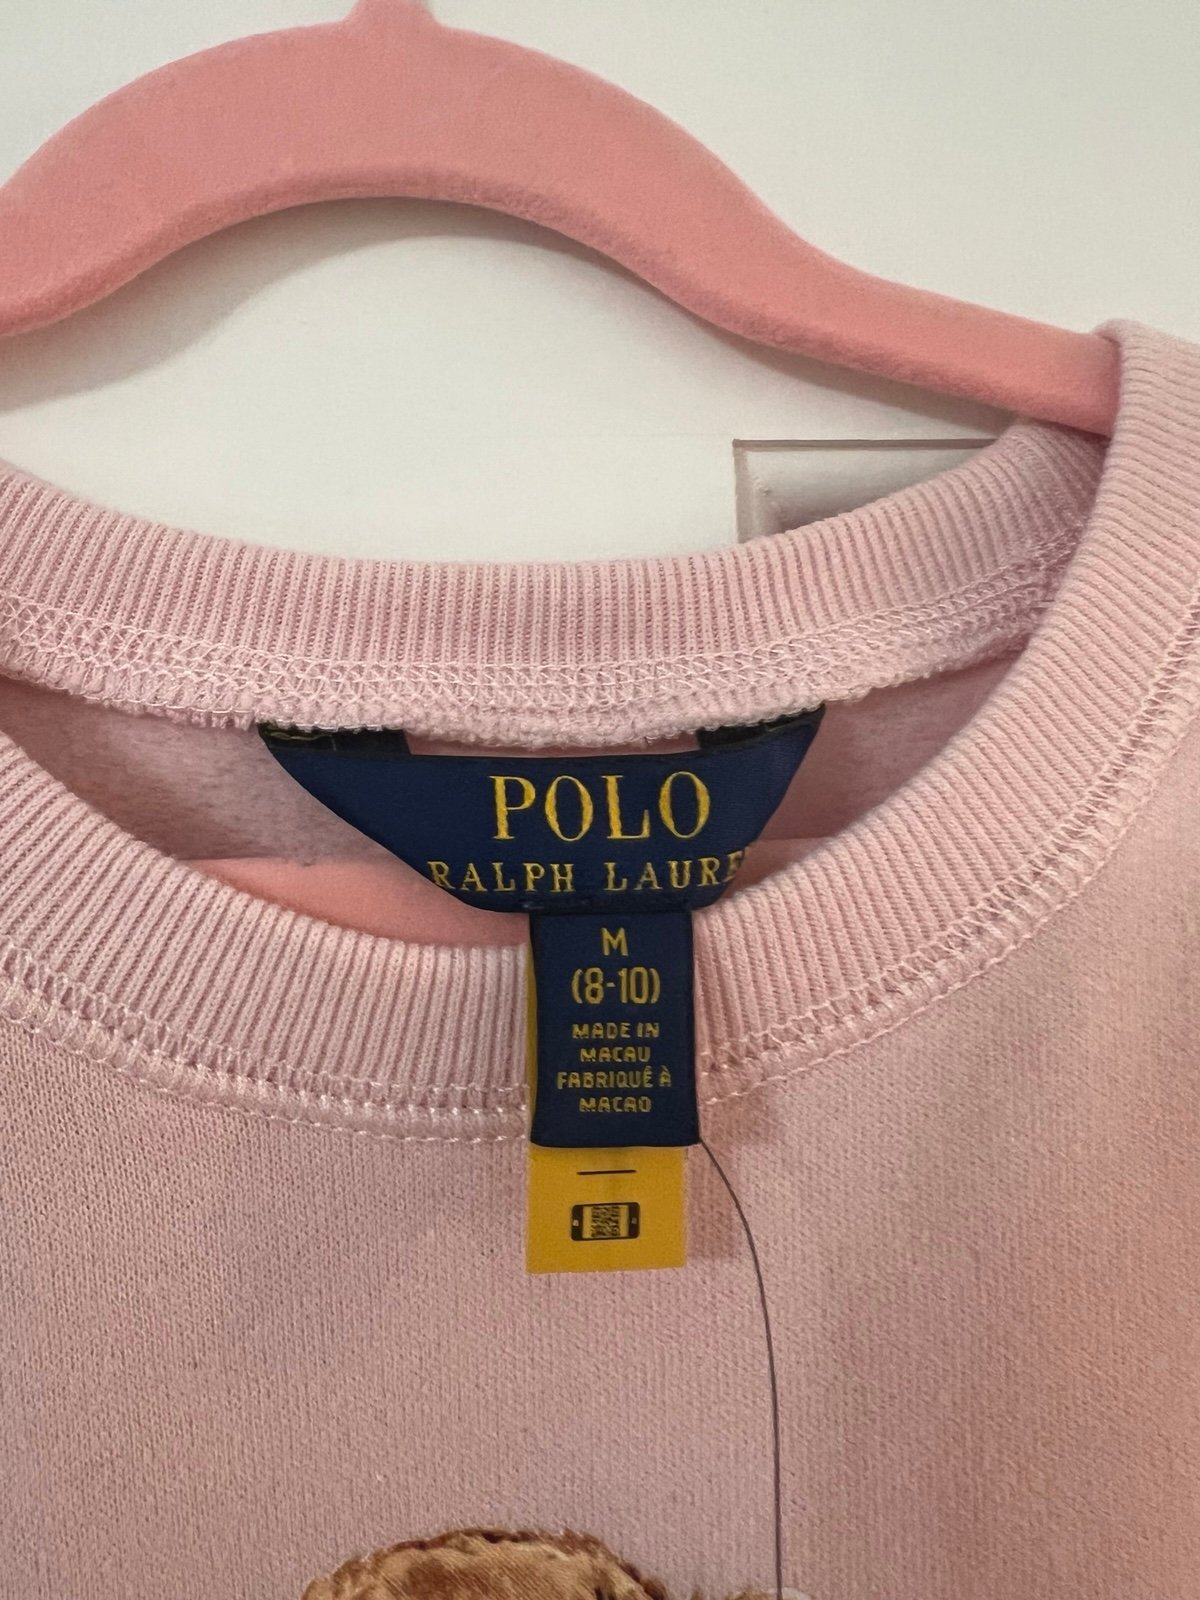 POLO
RALPH LAURE
M
(8-10)
MADE IN
MACAU
FABRIQUÉ À
MACAO